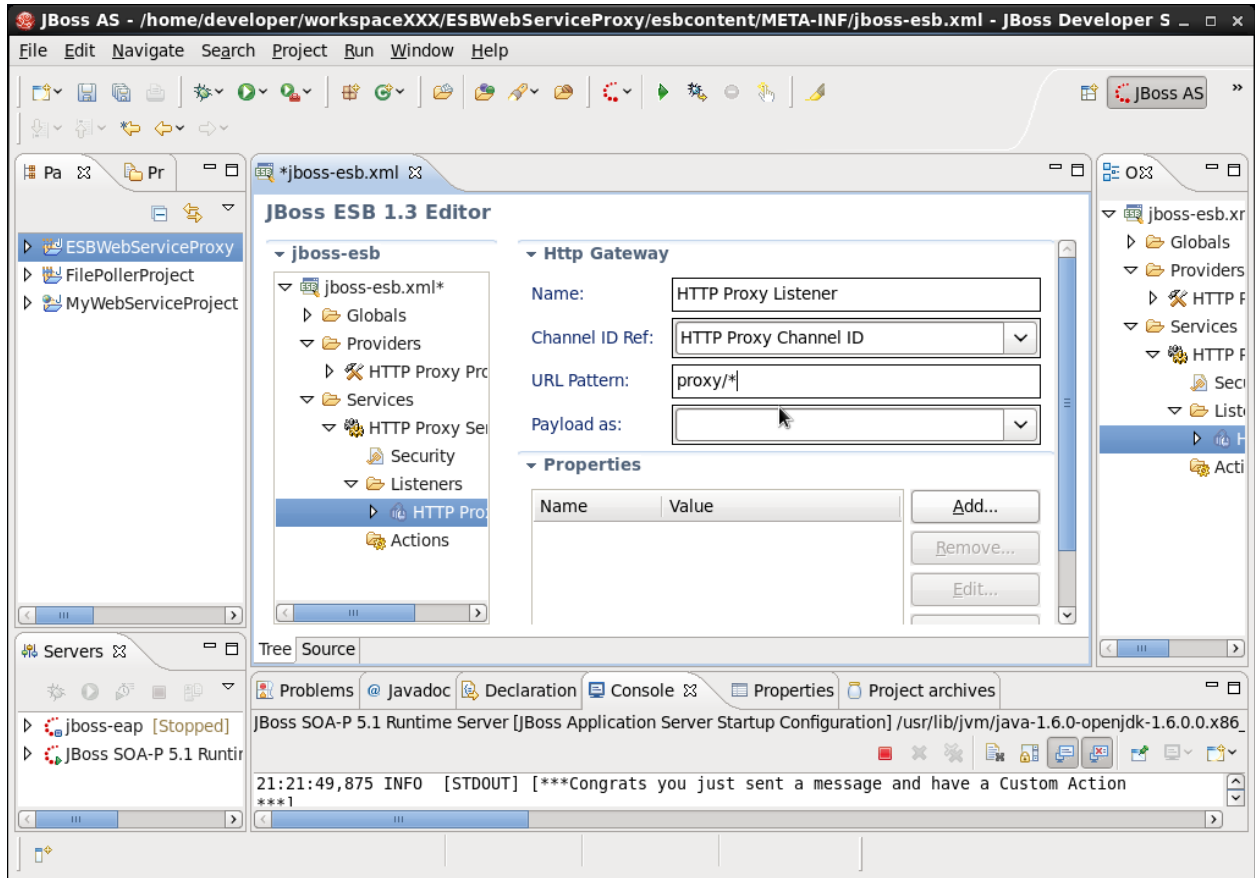 JBoss AS - /home/developer/workspaceXXX/ESBWebServiceProxy/esbcontent/META-INF/jboss-esb.xml - JBoss Developer S
File Edit Navigate Search Project Run Window Help
JBoss AS »
Pa Pr
ESBWebServiceProxy
FilePollerProject
MyWebServiceProject
*jboss-esb.xml
JBoss ESB 1.3 Editor
jboss-esb
jboss-esb.xml*
Globals
Providers
HTTP Proxy Pro
Services
HTTP Proxy Ser
Security
Listeners
HTTP Prox
Actions
Http Gateway
Name: HTTP Proxy Listener
Channel ID Ref: HTTP Proxy Channel ID
URL Pattern: proxy/*
Payload as:
Properties
Name Value
Add...
Remove...
Edit...
Tree Source
O
jboss-esb.xr
Globals
Providers
HTTP P
Services
HTTP P
Secu
Liste
H
Acti
Servers
jboss-eap [Stopped]
JBoss SOA-P 5.1 Runtir
Problems @ Javadoc Declaration Console Properties Project archives
JBoss SOA-P 5.1 Runtime Server [JBoss Application Server Startup Configuration] /usr/lib/jvm/java-1.6.0-openjdk-1.6.0.0.x86_
21:21:49,875 INFO [STDOUT] [***Congrats you just sent a message and have a Custom Action
***]